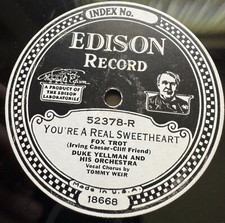 INDEX No.
EDISON
RECORD
A PRODUCT
OF THE EDISON
LABORATORIES
52378-R
YOU'RE A REAL SWEETHEART
FOX TROT
(Irving Caesar-Cliff Friend)
DUKE YELLMAN AND
HIS ORCHESTRA
Vocal Chorus by
TOMMY WEIR
Made in U.S.A.
18668